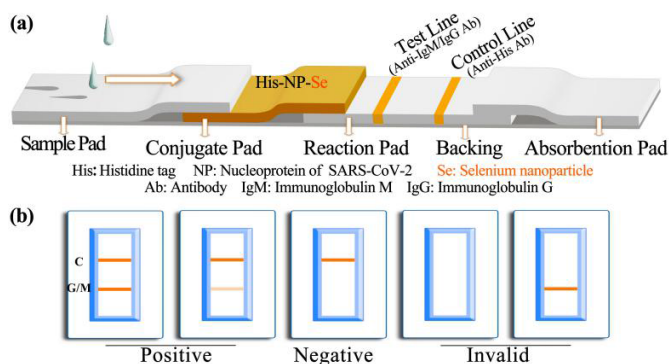 (a)
Test Line
(Anti-IgM/IgG Ab)
Control Line
(Anti-His Ab)
His-NP-Se
Sample Pad
Conjugate Pad
Reaction Pad
Backing
Absorbention Pad
His: Histidine tag NP: Nucleoprotein of SARS-CoV-2 Se: Selenium nanoparticle
Ab: Antibody IgM: Immunoglobulin M IgG: Immunoglobulin G
(b)
C
G/M
Positive
Negative
Invalid